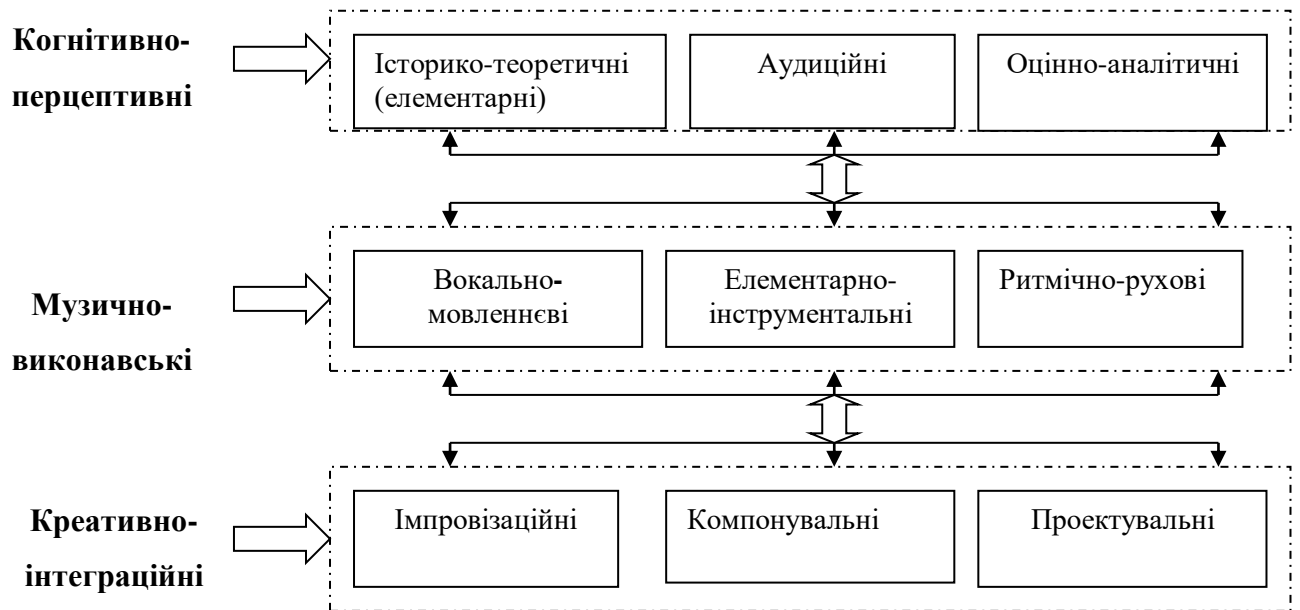 Когнітивно-
перцептивні
Історико-теоретичні
(елементарні)
Аудиційні
Оцінно-аналітичні
Музично-
виконавські
Вокально-
мовленнєві
Елементарно-
інструментальні
Ритмічно-рухові
Креативно-
інтеграційні
Імпровізаційні
Компонувальні
Проектувальні